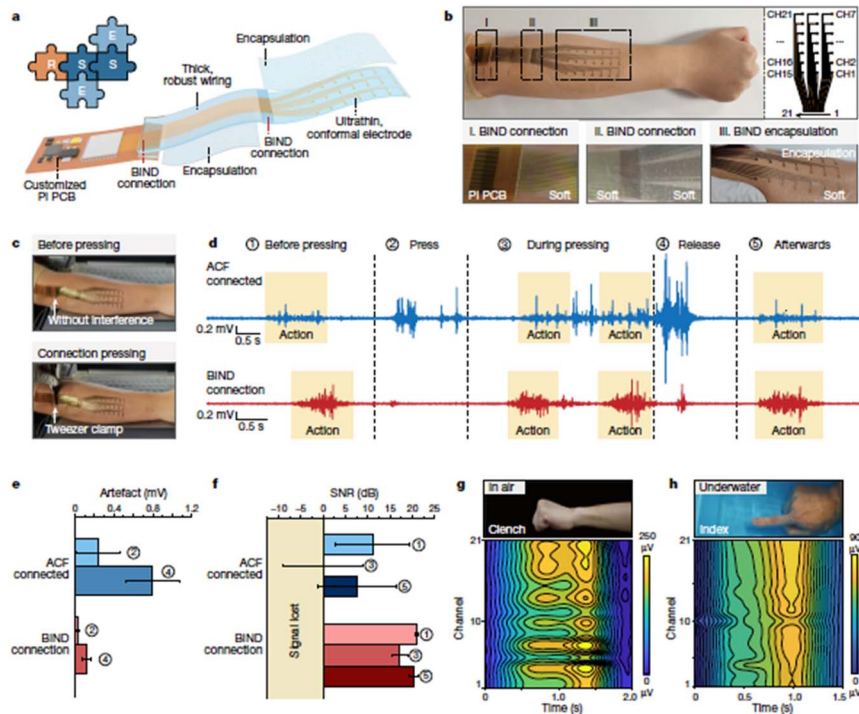 a
E
R S S
E
Thick,
robust wiring
Encapsulation
Ultrathin,
conformal electrode
BIND
connection
Encapsulation
BIND
connection
Customized
PI PCB
b
I II III
CH21 CH7
... ...
CH16 CH2
CH15 CH1
21 1
I. BIND connection
PI PCB Soft
II. BIND connection
Soft Soft
III. BIND encapsulation
Encapsulation
Soft
c
Before pressing
Without interference
Connection pressing
Tweezer clamp
d
① Before pressing ② Press ③ During pressing ④ Release ⑤ Afterwards
ACF
connected
0.2 mV
0.5 s
Action Action Action Action
BIND
connection
0.2 mV
0.5 s
Action Action Action Action
e
Artefact (mV)
0 0.4 0.8 1.2
ACF
connected
②
④
BIND
connection
②
④
f
SNR (dB)
−10 −5 0 5 10 15 20 25
Signal lost
ACF
connected
①
③
⑤
BIND
connection
①
③
⑤
g
In air
Clench
Channel
21
10
1
0 0.5 1.0 1.5 2.0
Time (s)
250
µV
0
µV
h
Underwater
Index
Channel
21
10
1
0 0.5 1.0 1.5
Time (s)
90
µV
0
µV